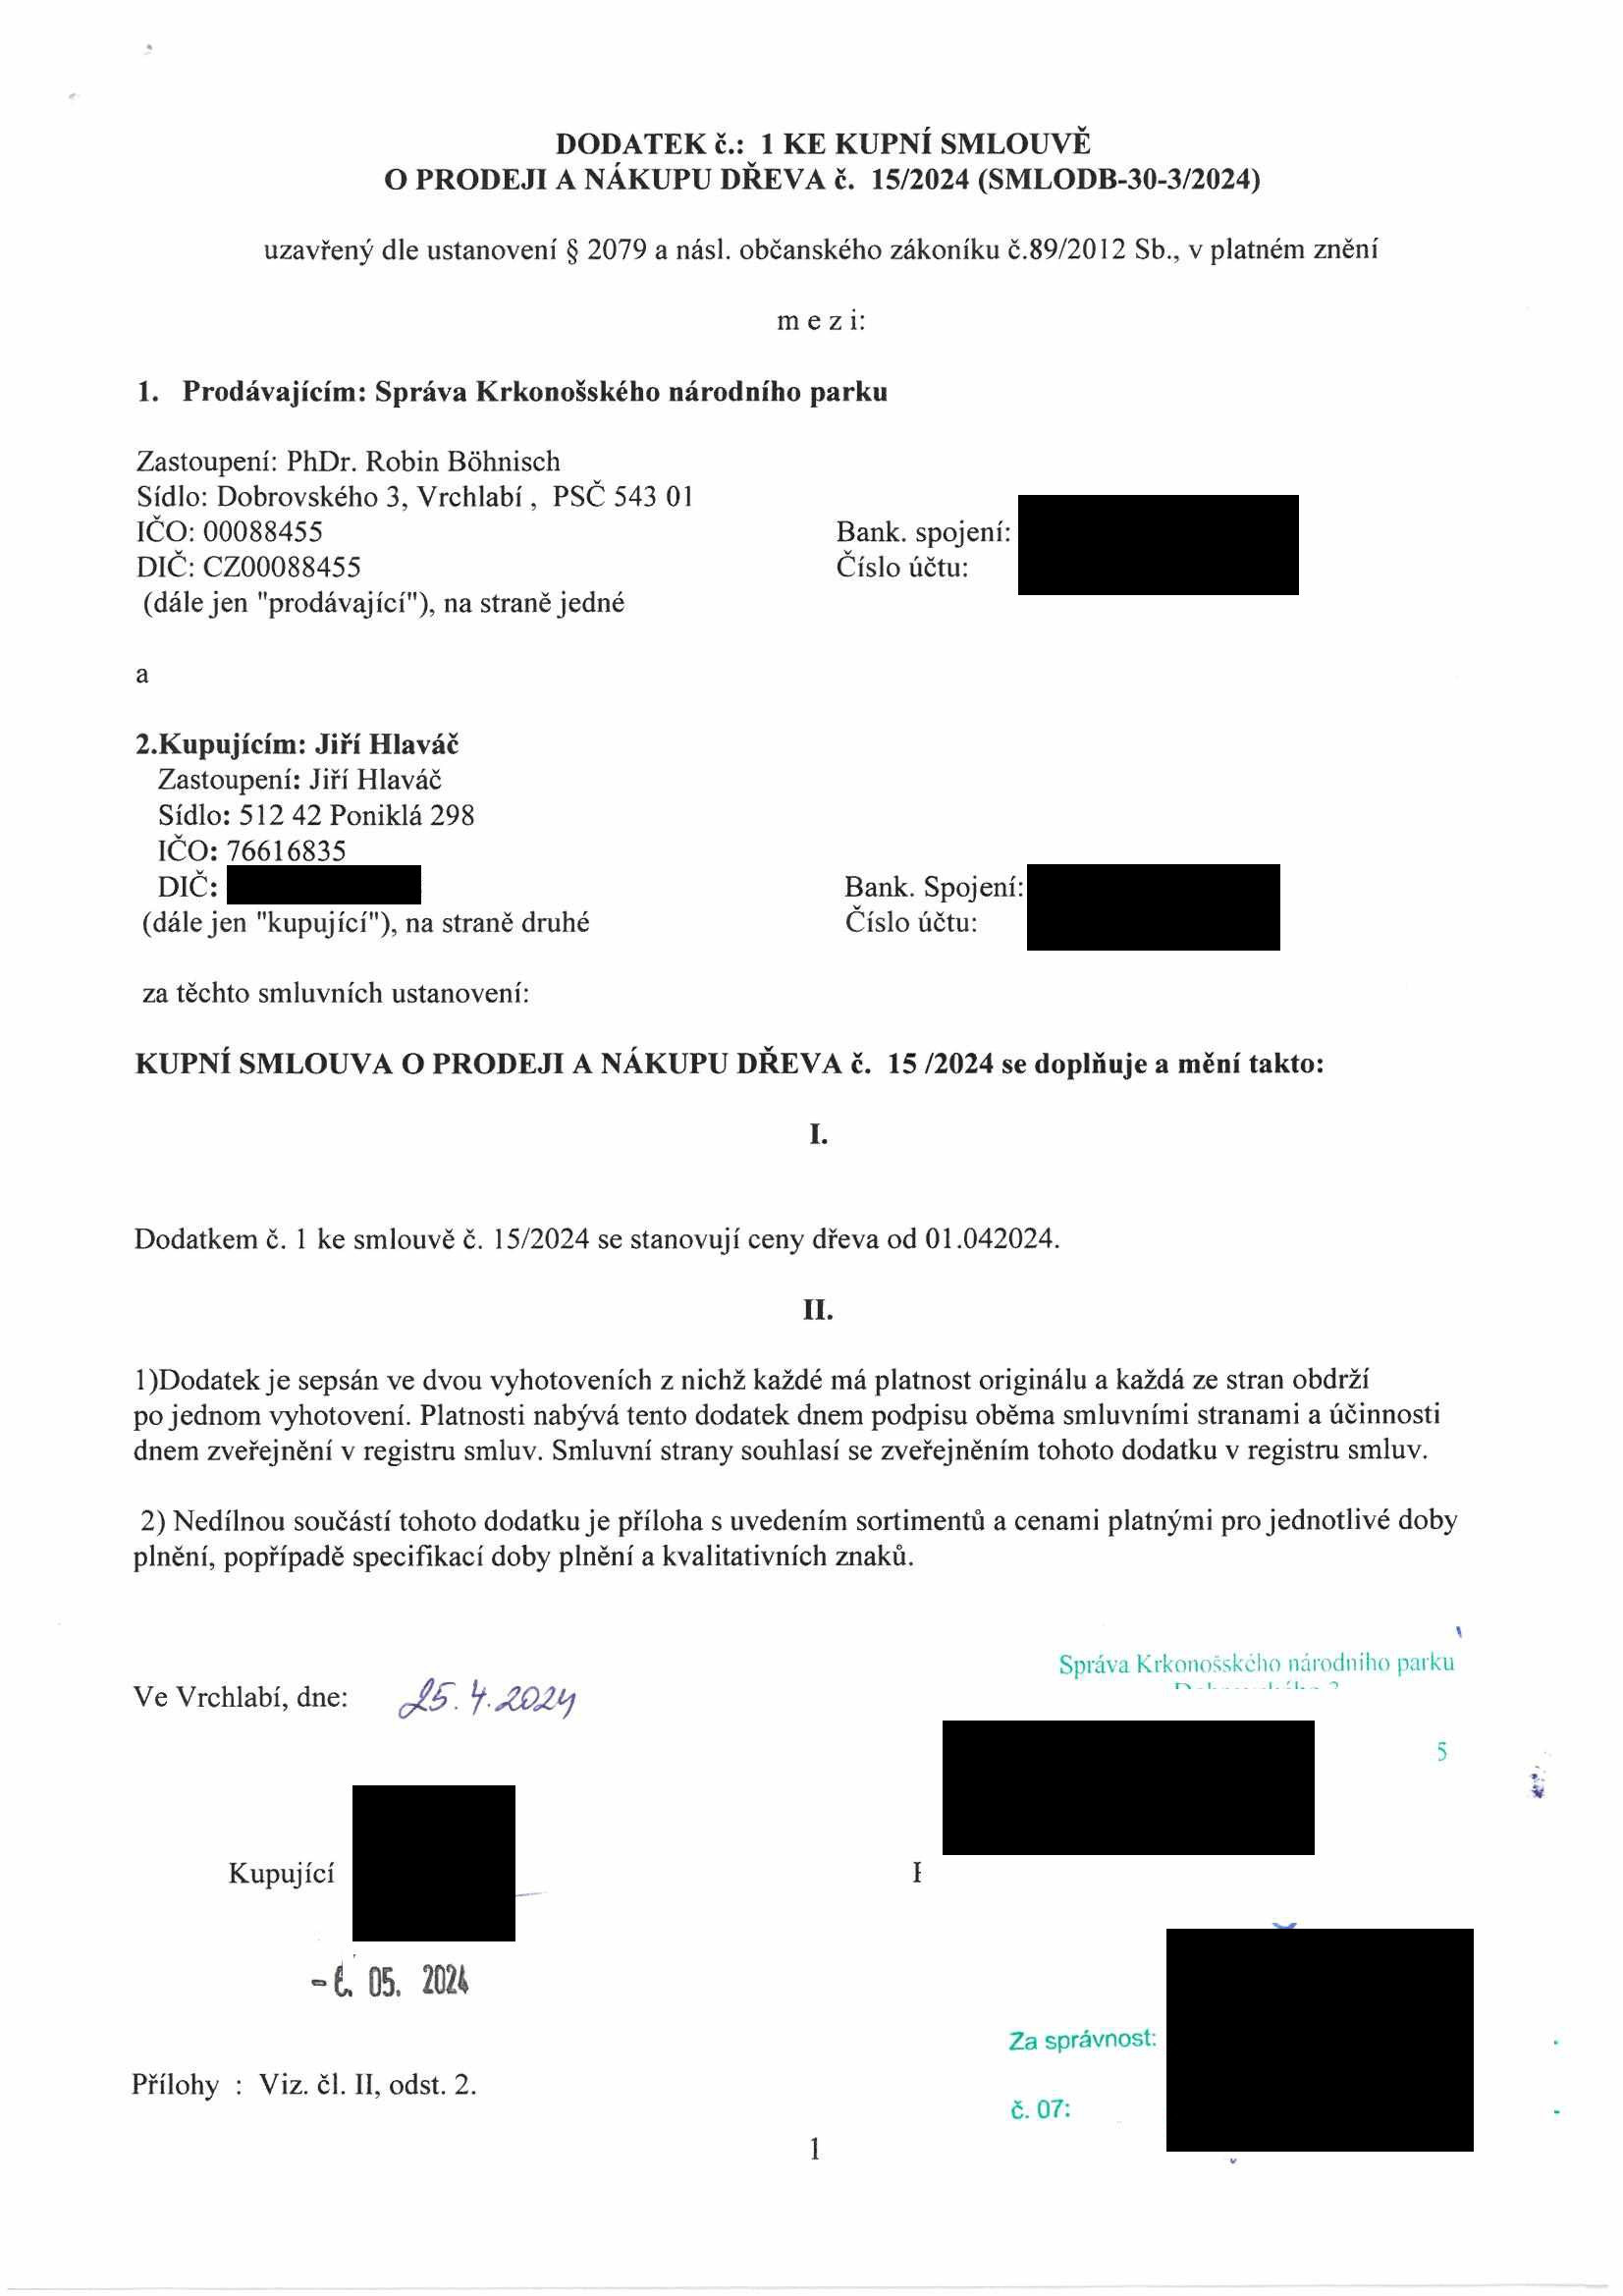 DODATEK č.: 1 KE KUPNÍ SMLOUVĚ
O PRODEJI A NÁKUPU DŘEVA č. 15/2024 (SMLODB-30-3/2024)
uzavřený dle ustanovení § 2079 a násl. občanského zákoníku č.89/2012 Sb., v platném znění
m e z i:
1. Prodávajícím: Správa Krkonošského národního parku
Zastoupení: PhDr. Robin Böhnisch
Sídlo: Dobrovského 3, Vrchlabí , PSČ 543 01
IČO: 00088455
Bank. spojení:
DIČ: CZ00088455
Číslo účtu:
(dále jen "prodávající"), na straně jedné
a
2.Kupujícím: Jiří Hlaváč
Zastoupení: Jiří Hlaváč
Sídlo: 512 42 Poniklá 298
IČO: 76616835
DIČ:
Bank. Spojení:
(dále jen "kupující"), na straně druhé
Číslo účtu:
za těchto smluvních ustanovení:
KUPNÍ SMLOUVA O PRODEJI A NÁKUPU DŘEVA č. 15 /2024 se doplňuje a mění takto:
I.
Dodatkem č. 1 ke smlouvě č. 15/2024 se stanovují ceny dřeva od 01.042024.
II.
1)Dodatek je sepsán ve dvou vyhotoveních z nichž každé má platnost originálu a každá ze stran obdrží
po jednom vyhotovení. Platnosti nabývá tento dodatek dnem podpisu oběma smluvními stranami a účinnosti
dnem zveřejnění v registru smluv. Smluvní strany souhlasí se zveřejněním tohoto dodatku v registru smluv.
2) Nedílnou součástí tohoto dodatku je příloha s uvedením sortimentů a cenami platnými pro jednotlivé doby
plnění, popřípadě specifikací doby plnění a kvalitativních znaků.
Správa Krkonošského národního parku
Ve Vrchlabí, dne: 25.4.2024
5
Kupující
05. 2024
Za správnost:
Přílohy : Viz. čl. II, odst. 2.
č. 07:
1